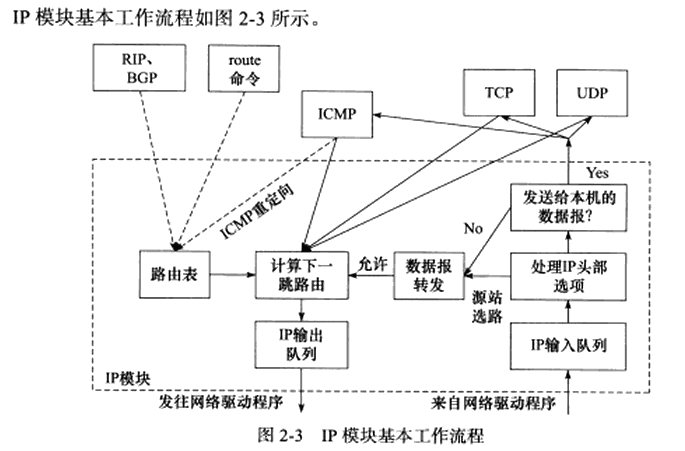 IP 模块基本工作流程如图 2-3 所示。
RIP、
BGP
route
命令
ICMP
TCP
UDP
Yes
发送给本机的
数据报?
No
ICMP重定向
路由表
计算下一
跳路由
允许
数据报
转发
源站
选路
处理IP头部
选项
IP输出
队列
IP输入队列
IP模块
发往网络驱动程序
来自网络驱动程序
图 2-3 IP 模块基本工作流程